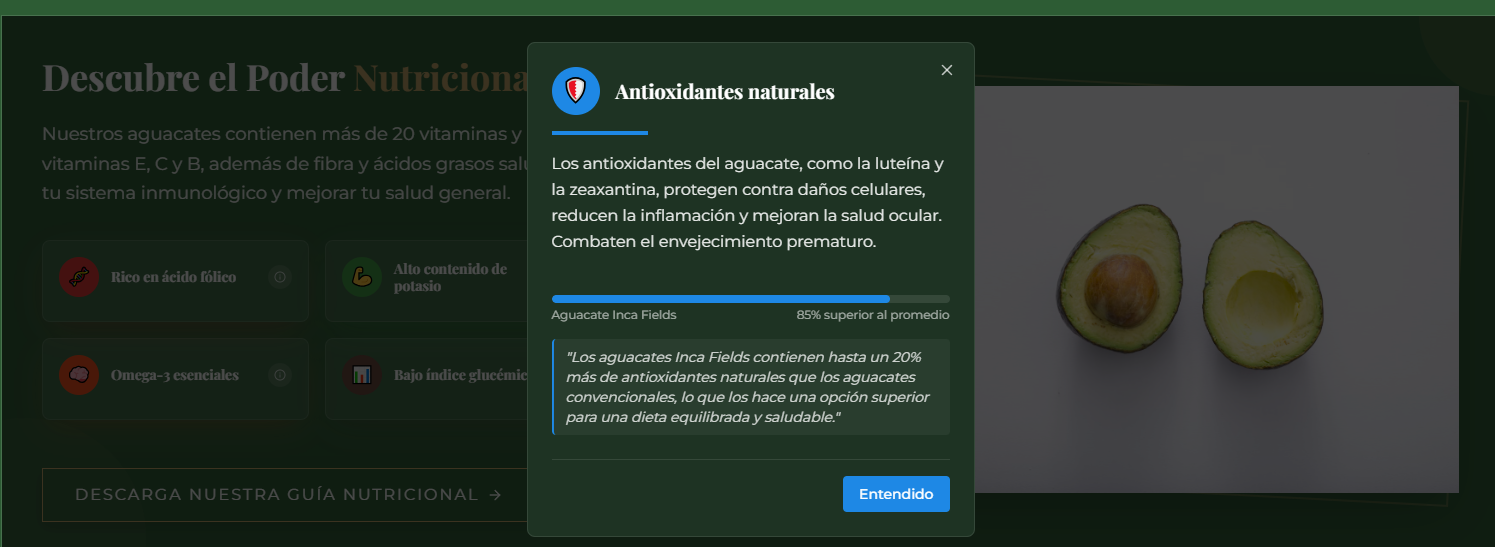 Descubre el Poder Nutriciona
Nuestros aguacates contienen más de 20 vitaminas y
vitaminas E, C y B, además de fibra y ácidos grasos salu
tu sistema inmunológico y mejorar tu salud general.
Rico en ácido fólico
Alto contenido de
potasio
Omega-3 esenciales
Bajo índice glucémic
DESCARGA NUESTRA GUÍA NUTRICIONAL →
Antioxidantes naturales
Los antioxidantes del aguacate, como la luteína y
la zeaxantina, protegen contra daños celulares,
reducen la inflamación y mejoran la salud ocular.
Combaten el envejecimiento prematuro.
Aguacate Inca Fields
85% superior al promedio
"Los aguacates Inca Fields contienen hasta un 20%
más de antioxidantes naturales que los aguacates
convencionales, lo que los hace una opción superior
para una dieta equilibrada y saludable."
Entendido